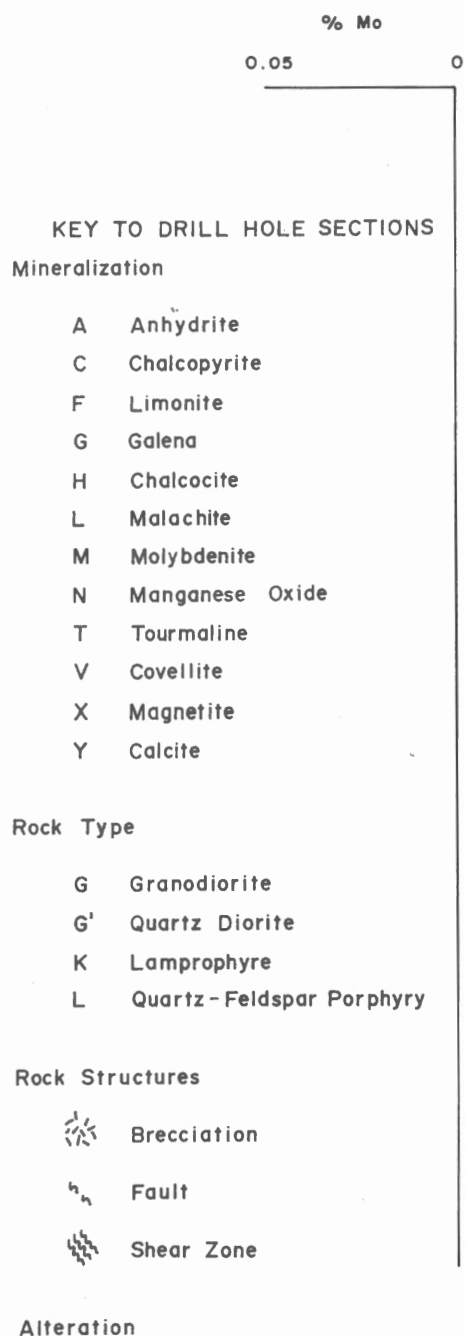 % Mo
0.05 0
KEY TO DRILL HOLE SECTIONS
Mineralization
A Anhydrite
C Chalcopyrite
F Limonite
G Galena
H Chalcocite
L Malachite
M Molybdenite
N Manganese Oxide
T Tourmaline
V Covellite
X Magnetite
Y Calcite
Rock Type
G Granodiorite
G' Quartz Diorite
K Lamprophyre
L Quartz-Feldspar Porphyry
Rock Structures
Brecciation
Fault
Shear Zone
Alteration